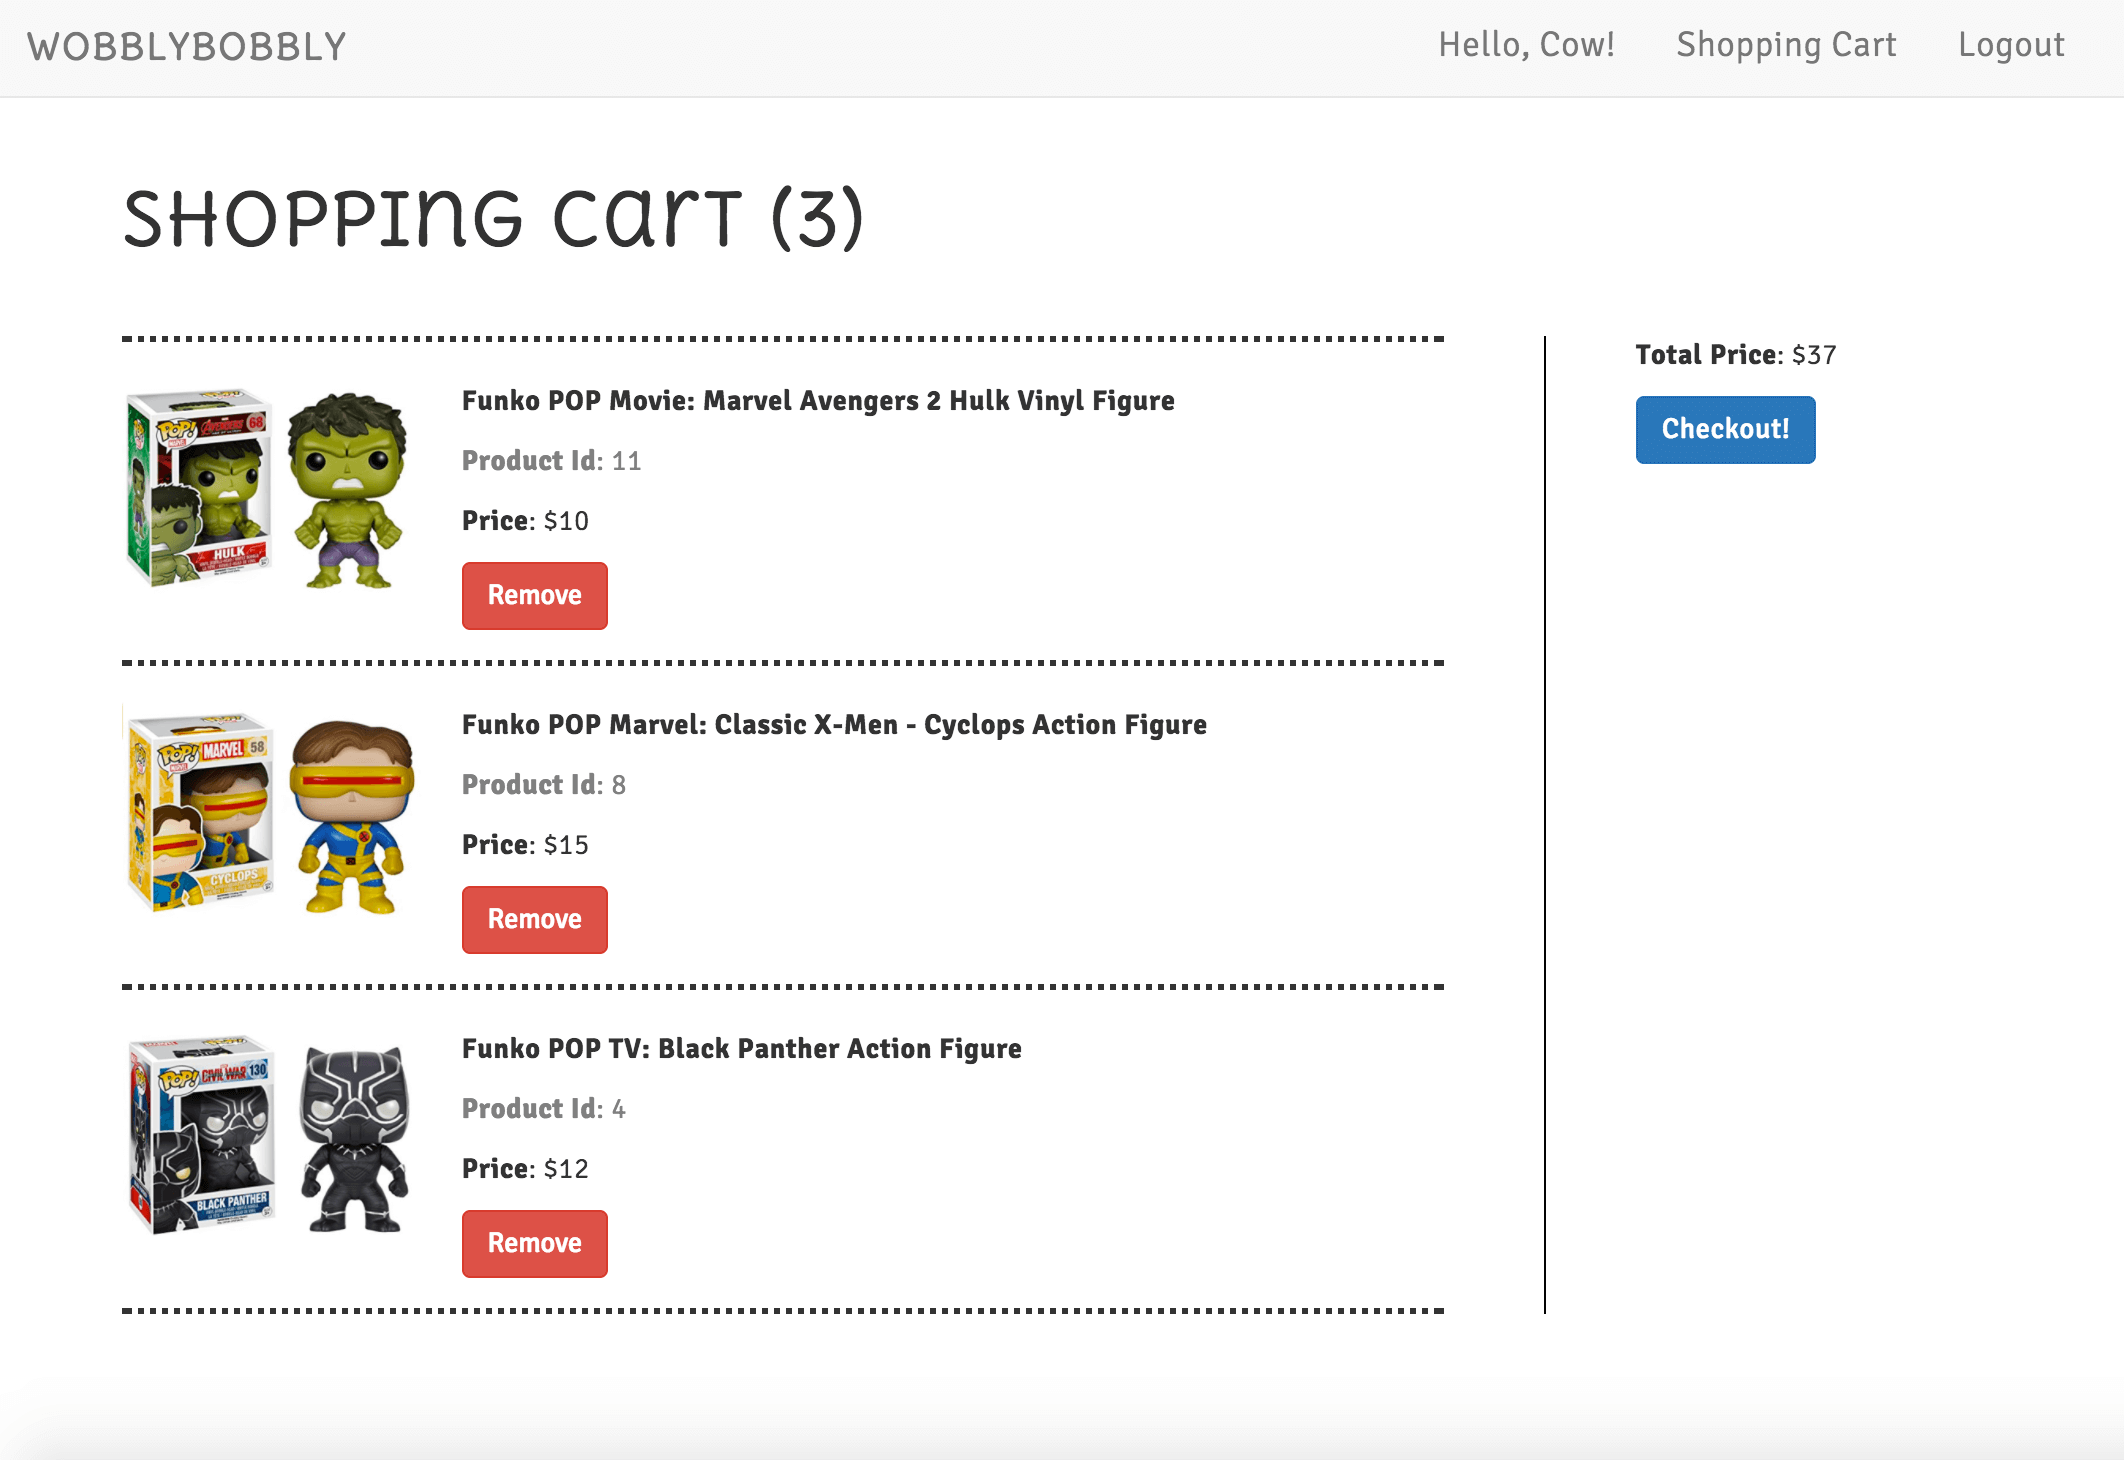 WOBBLYBOBBLY
Hello, Cow!
Shopping Cart
Logout
SHOPPING CART (3)
Funko POP Movie: Marvel Avengers 2 Hulk Vinyl Figure
Product Id: 11
Price: $10
Remove
POP!
MARVEL
AVENGERS
68
HULK
Funko POP Marvel: Classic X-Men - Cyclops Action Figure
Product Id: 8
Price: $15
Remove
POP!
MARVEL
58
CYCLOPS
Funko POP TV: Black Panther Action Figure
Product Id: 4
Price: $12
Remove
POP!
CIVIL WAR
130
BLACK PANTHER
Total Price: $37
Checkout!